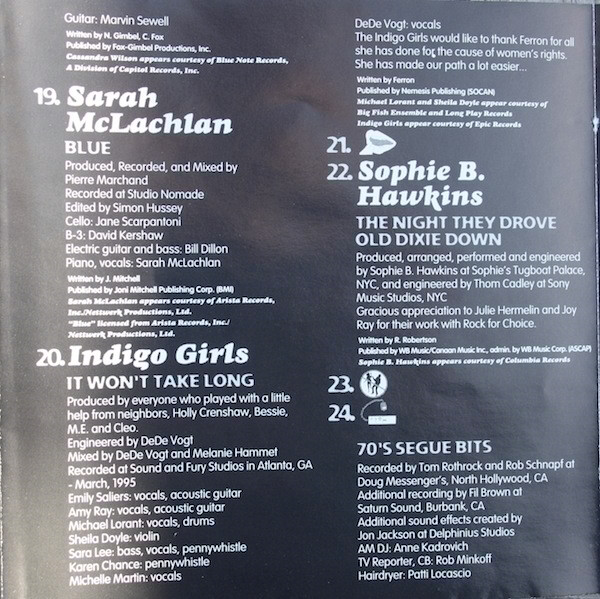 Guitar: Marvin Sewell
Written by N. Gimbel, C. Fox
Published by Fox-Gimbel Productions, Inc.
Cassandra Wilson appears courtesy of Blue Note Records,
A Division of Capitol Records, Inc.
19. Sarah
McLachlan
BLUE
Produced, Recorded, and Mixed by
Pierre Marchand
Recorded at Studio Nomade
Edited by Simon Hussey
Cello: Jane Scarpantoni
B-3: David Kershaw
Electric guitar and bass: Bill Dillon
Piano, vocals: Sarah McLachlan
Written by J. Mitchell
Published by Joni Mitchell Publishing Corp. (BMI)
Sarah McLachlan appears courtesy of Arista Records,
Inc./Nettwerk Productions, Ltd.
"Blue" licensed from Arista Records, Inc./
Nettwerk Productions, Ltd.
20. Indigo Girls
IT WON'T TAKE LONG
Produced by everyone who played with a little
help from neighbors, Holly Crenshaw, Bessie,
M.E. and Cleo.
Engineered by DeDe Vogt
Mixed by DeDe Vogt and Melanie Hammet
Recorded at Sound and Fury Studios in Atlanta, GA
- March, 1995
Emily Saliers: vocals, acoustic guitar
Amy Ray: vocals, acoustic guitar
Michael Lorant: vocals, drums
Sheila Doyle: violin
Sara Lee: bass, vocals, pennywhistle
Karen Chance: pennywhistle
Michelle Martin: vocals
DeDe Vogt: vocals
The Indigo Girls would like to thank Ferron for all
she has done for the cause of women's rights.
She has made our path a lot easier...
Written by Ferron
Published by Nemesis Publishing (SOCAN)
Michael Lorant and Sheila Doyle appear courtesy of
Big Fish Ensemble and Long Play Records
Indigo Girls appear courtesy of Epic Records
21.
22. Sophie B.
Hawkins
THE NIGHT THEY DROVE
OLD DIXIE DOWN
Produced, arranged, performed and engineered
by Sophie B. Hawkins at Sophie's Tugboat Palace,
NYC, and engineered by Thom Cadley at Sony
Music Studios, NYC
Gracious appreciation to Julie Hermelin and Joy
Ray for their work with Rock for Choice.
Written by R. Robertson
Published by WB Music/Canaan Music Inc., admin. by WB Music Corp. (ASCAP)
Sophie B. Hawkins appears courtesy of Columbia Records
23.
24.
70'S SEGUE BITS
Recorded by Tom Rothrock and Rob Schnapf at
Doug Messenger's, North Hollywood, CA
Additional recording by Fil Brown at
Saturn Sound, Burbank, CA
Additional sound effects created by
Jon Jackson at Delphinius Studios
AM DJ: Anne Kadrovich
TV Reporter, CB: Rob Minkoff
Hairdryer: Patti Locascio